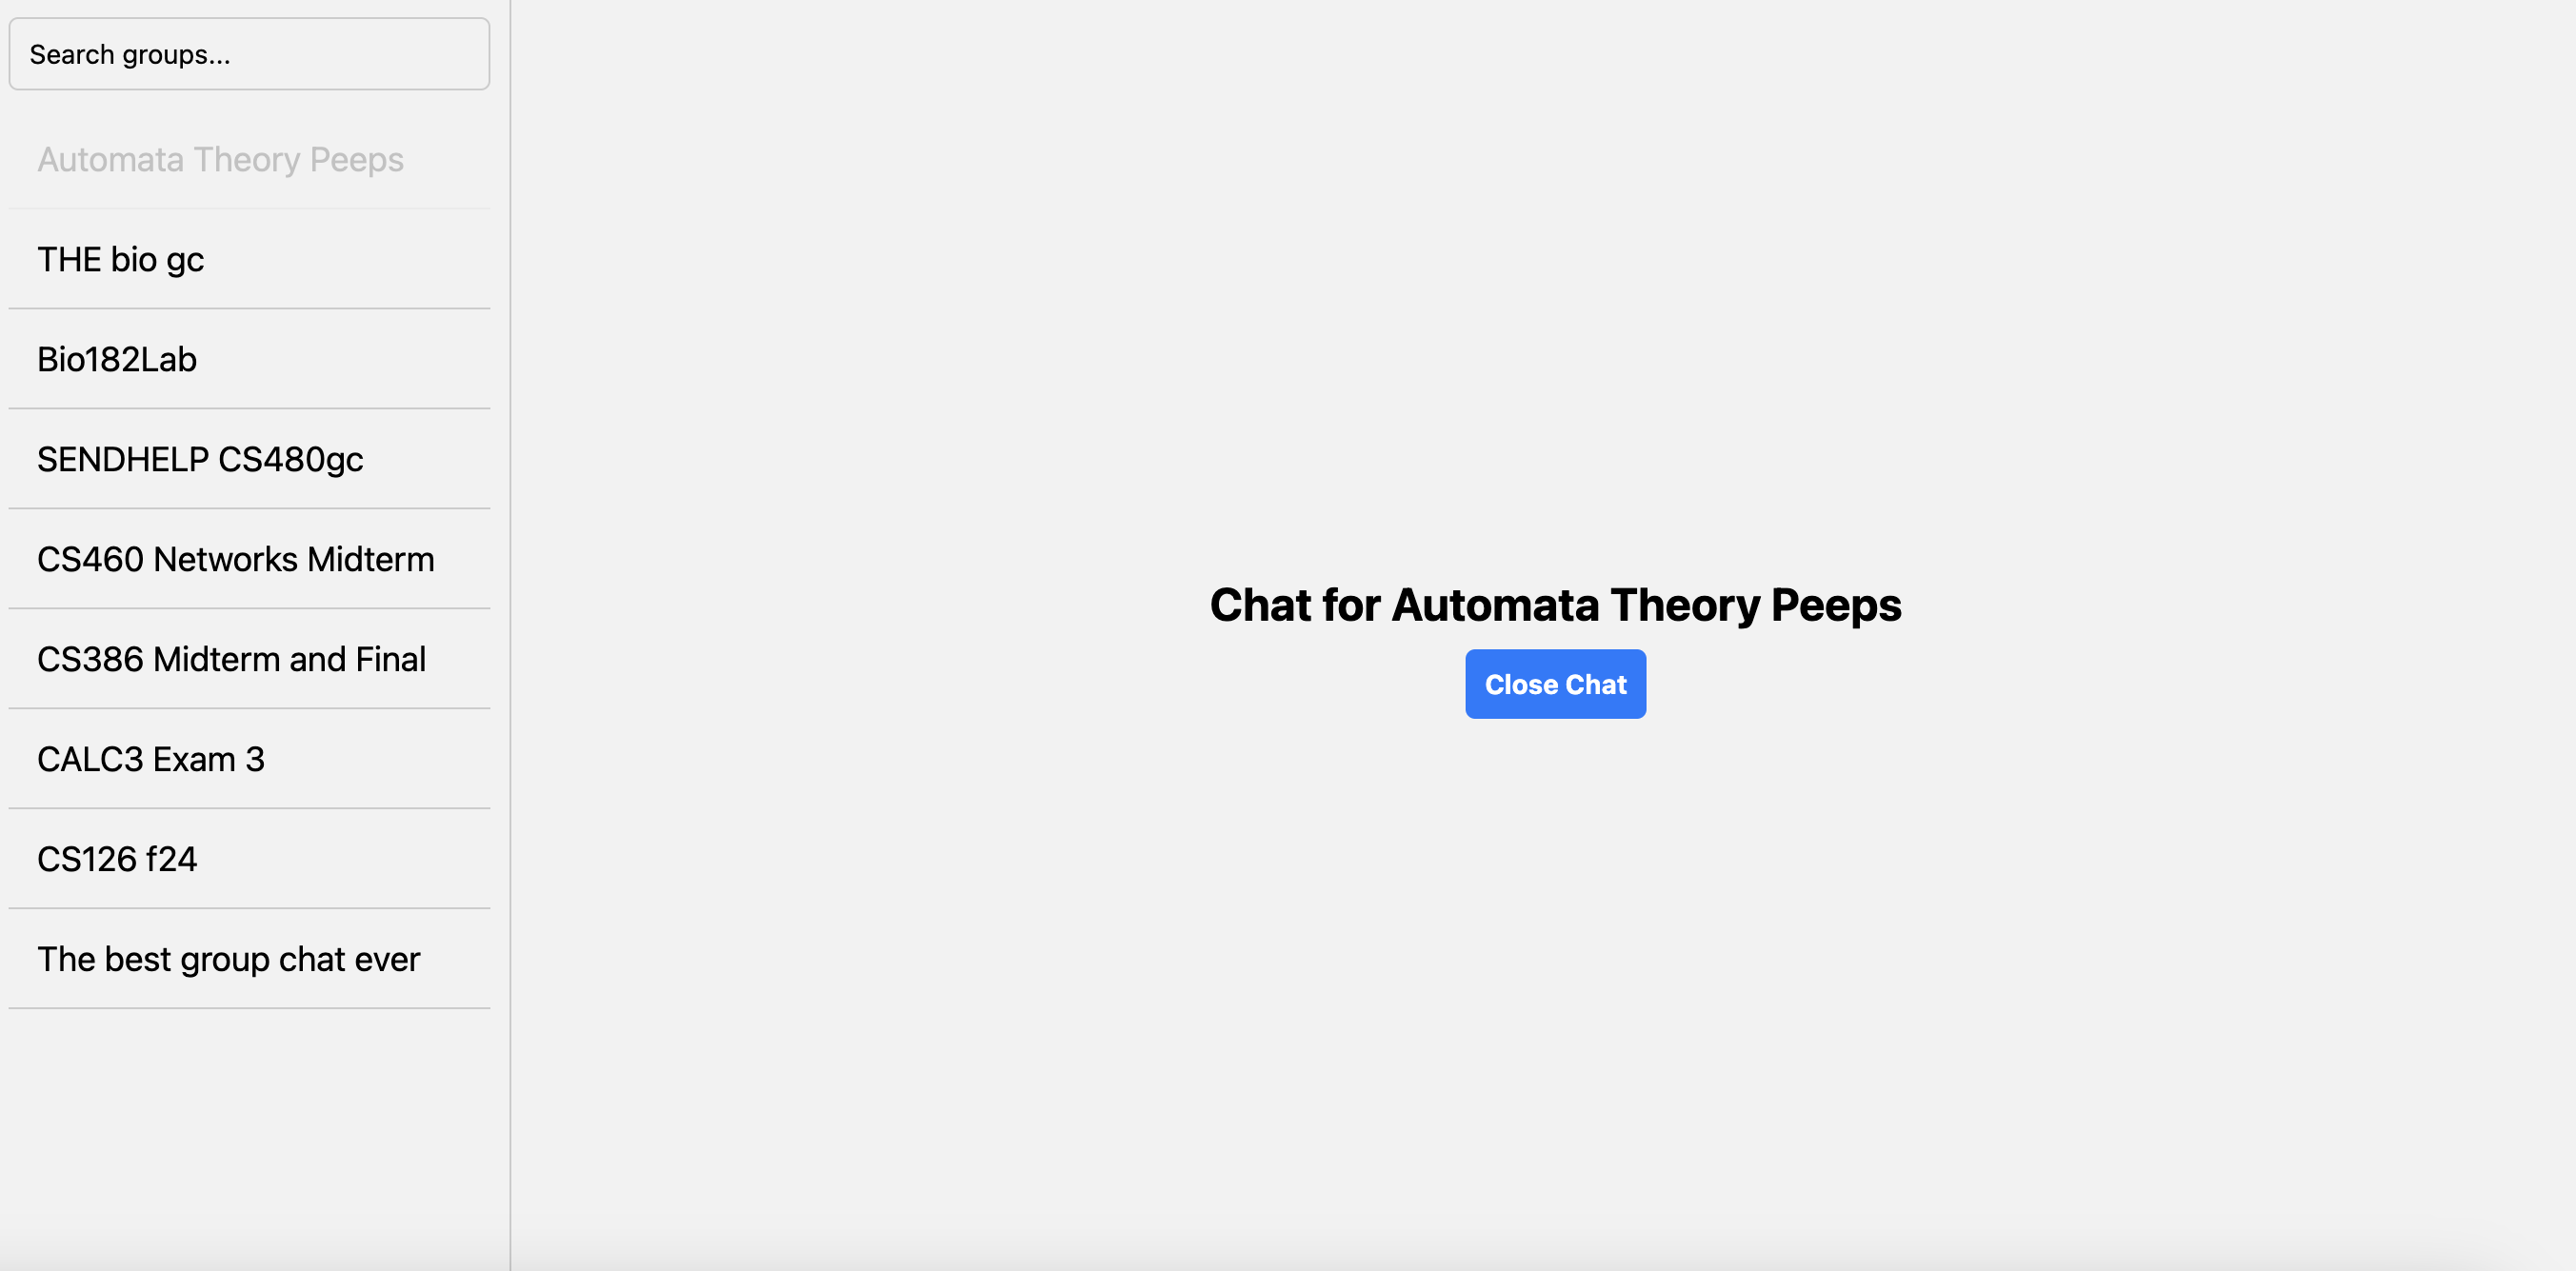 Search groups...
Automata Theory Peeps
THE bio gc
Bio182Lab
SENDHELP CS480gc
CS460 Networks Midterm
CS386 Midterm and Final
CALC3 Exam 3
CS126 f24
The best group chat ever
Chat for Automata Theory Peeps
Close Chat